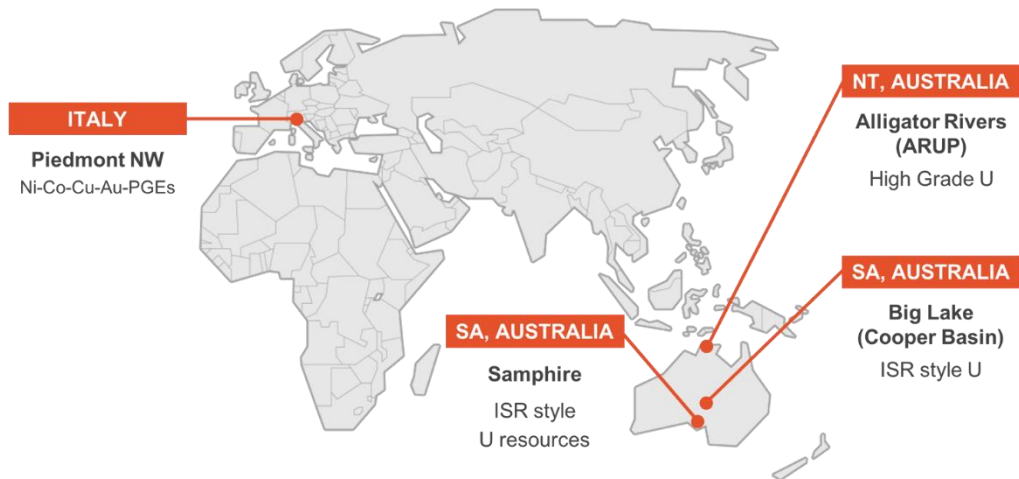 ITALY
Piedmont NW
Ni-Co-Cu-Au-PGEs
NT, AUSTRALIA
Alligator Rivers
(ARUP)
High Grade U
SA, AUSTRALIA
Big Lake
(Cooper Basin)
ISR style U
SA, AUSTRALIA
Samphire
ISR style
U resources